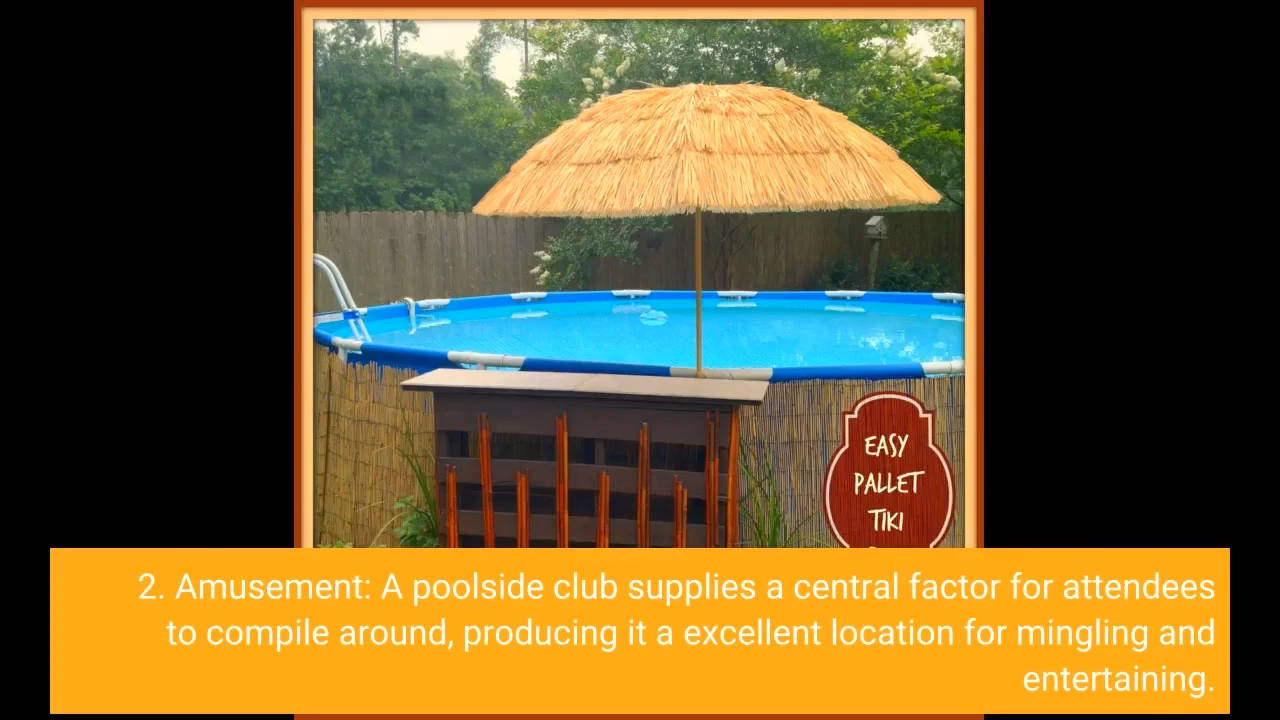 EASY
PALLET
TIKI
2. Amusement: A poolside club supplies a central factor for attendees
to compile around, producing it a excellent location for mingling and
entertaining.